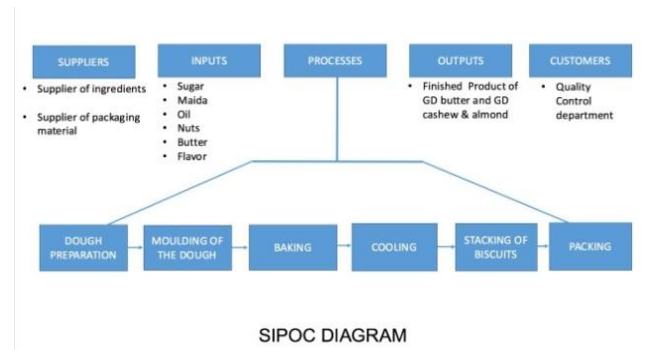 SUPPLIERS
INPUTS
PROCESSES
OUTPUTS
CUSTOMERS
• Supplier of ingredients
• Supplier of packaging
material
• Sugar
• Maida
• Oil
• Nuts
• Butter
• Flavor
• Finished Product of
GD butter and GD
cashew & almond
• Quality
Control
department
DOUGH
PREPARATION
MOULDING OF
THE DOUGH
BAKING
COOLING
STACKING OF
BISCUITS
PACKING
SIPOC DIAGRAM